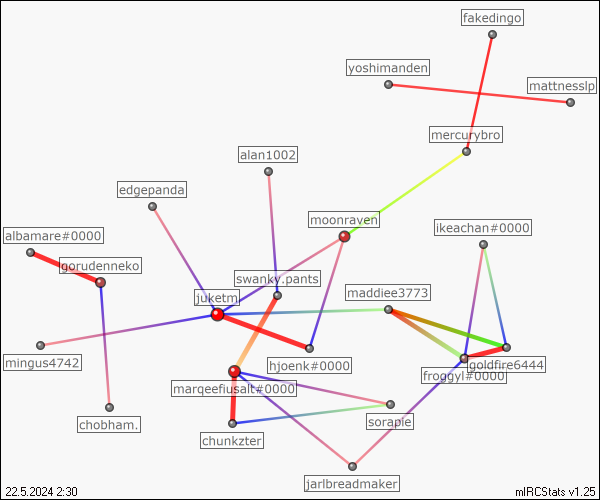 fakedingo
yoshimanden
mattnesslp
mercurybro
alan1002
edgepanda
moonraven
ikeachan#0000
albamare#0000
gorudenneko
swanky.pants
maddiee3773
juketm
mingus4742
hjoenk#0000
goldfire6444
froggyl#0000
marqeefiusalt#0000
chobham.
sorapie
chunkzter
jarlbreadmaker
22.5.2024 2:30
mIRCStats v1.25